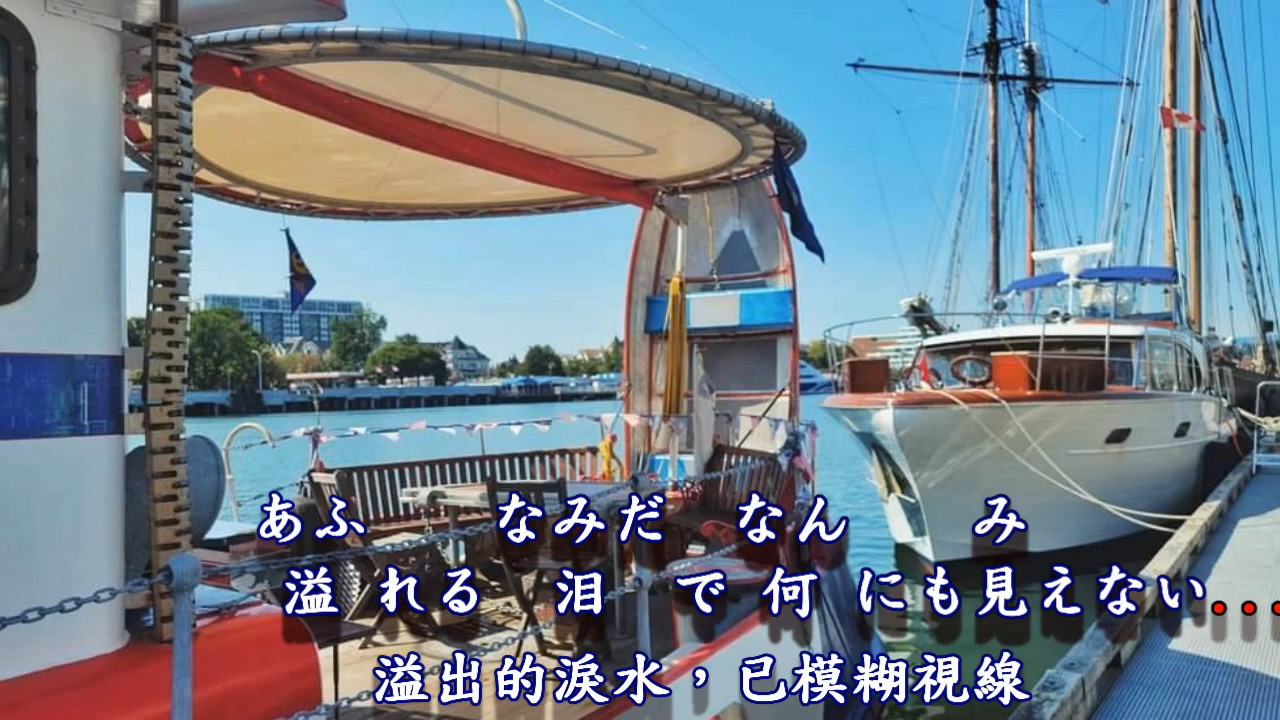 あふ なみだ なん み
溢れる 泪 で 何 にも見えない...
溢出的淚水，已模糊視線